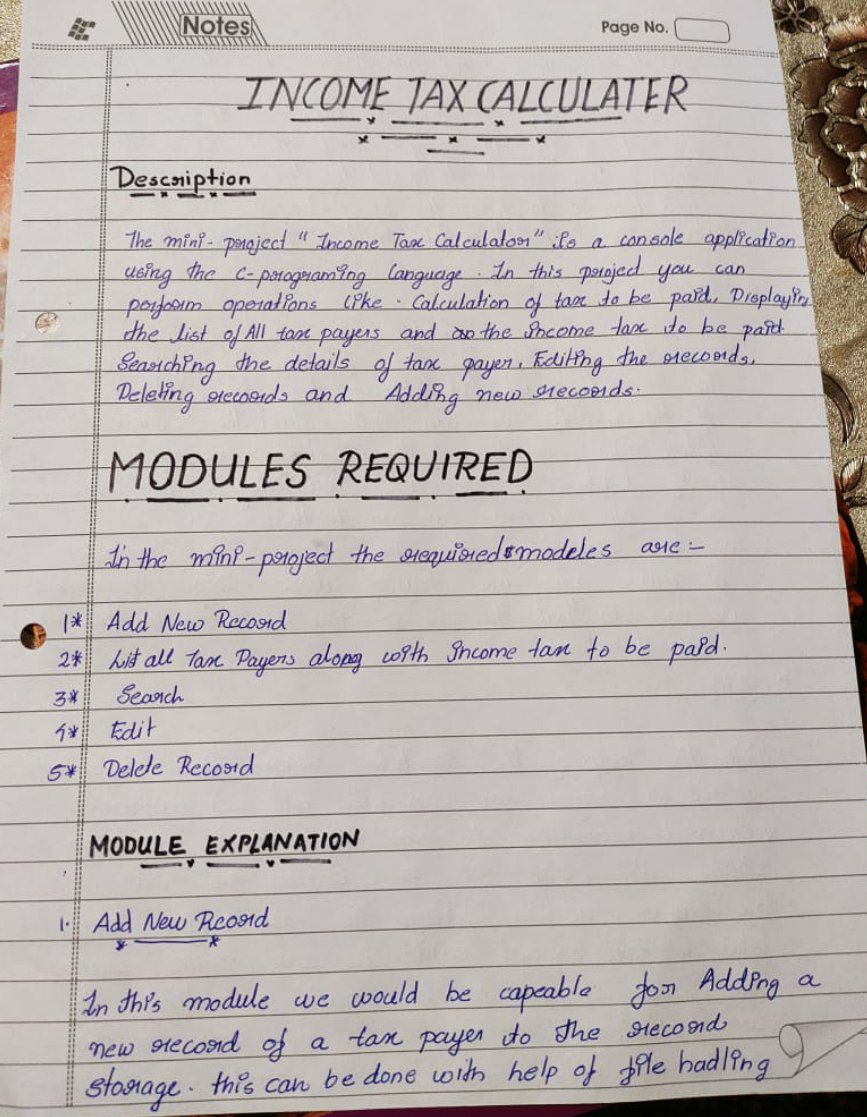 Notes
Page No.
INCOME TAX CALCULATER
Description
The mini-project "Income Tax Calculator" is a console application
using the C-programing language. In this project you can
perform operations like. Calculation of tax to be paid, Displaying
the list of All tax payers and the income tax to be paid.
Searching the details of tax payer, Editing the records,
Deleting records and Adding new records.
MODULES REQUIRED
In the mini-project the required modeles are:-
1* Add New Record
2* List all Tax Payers along with income tax to be paid.
3* Search
4* Edit
5* Delete Record
MODULE EXPLANATION
1. Add New Record
In this module we would be capeable for Adding a
new record of a tax payer to the record
storage. this can be done with help of file hadling